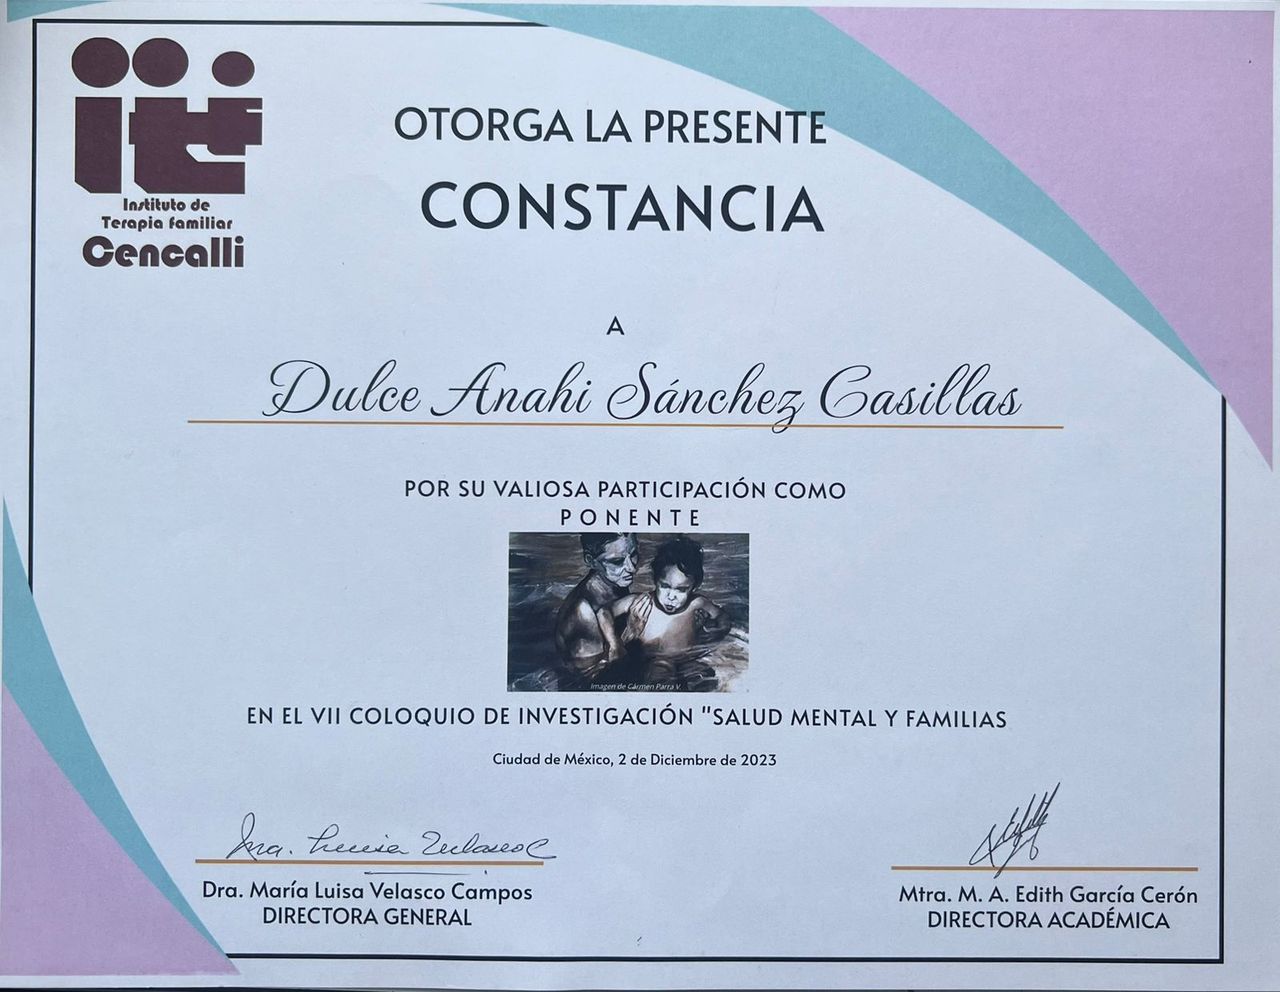 Instituto de
Terapia familiar
Cencalli
OTORGA LA PRESENTE
CONSTANCIA
A
Dulce Anahi Sánchez Casillas
POR SU VALIOSA PARTICIPACIÓN COMO
PONENTE
Imagen de Cármen Parra V.
EN EL VII COLOQUIO DE INVESTIGACIÓN "SALUD MENTAL Y FAMILIAS
Ciudad de México, 2 de Diciembre de 2023
Dra. María Luisa Velasco Campos
DIRECTORA GENERAL
Mtra. M. A. Edith García Cerón
DIRECTORA ACADÉMICA